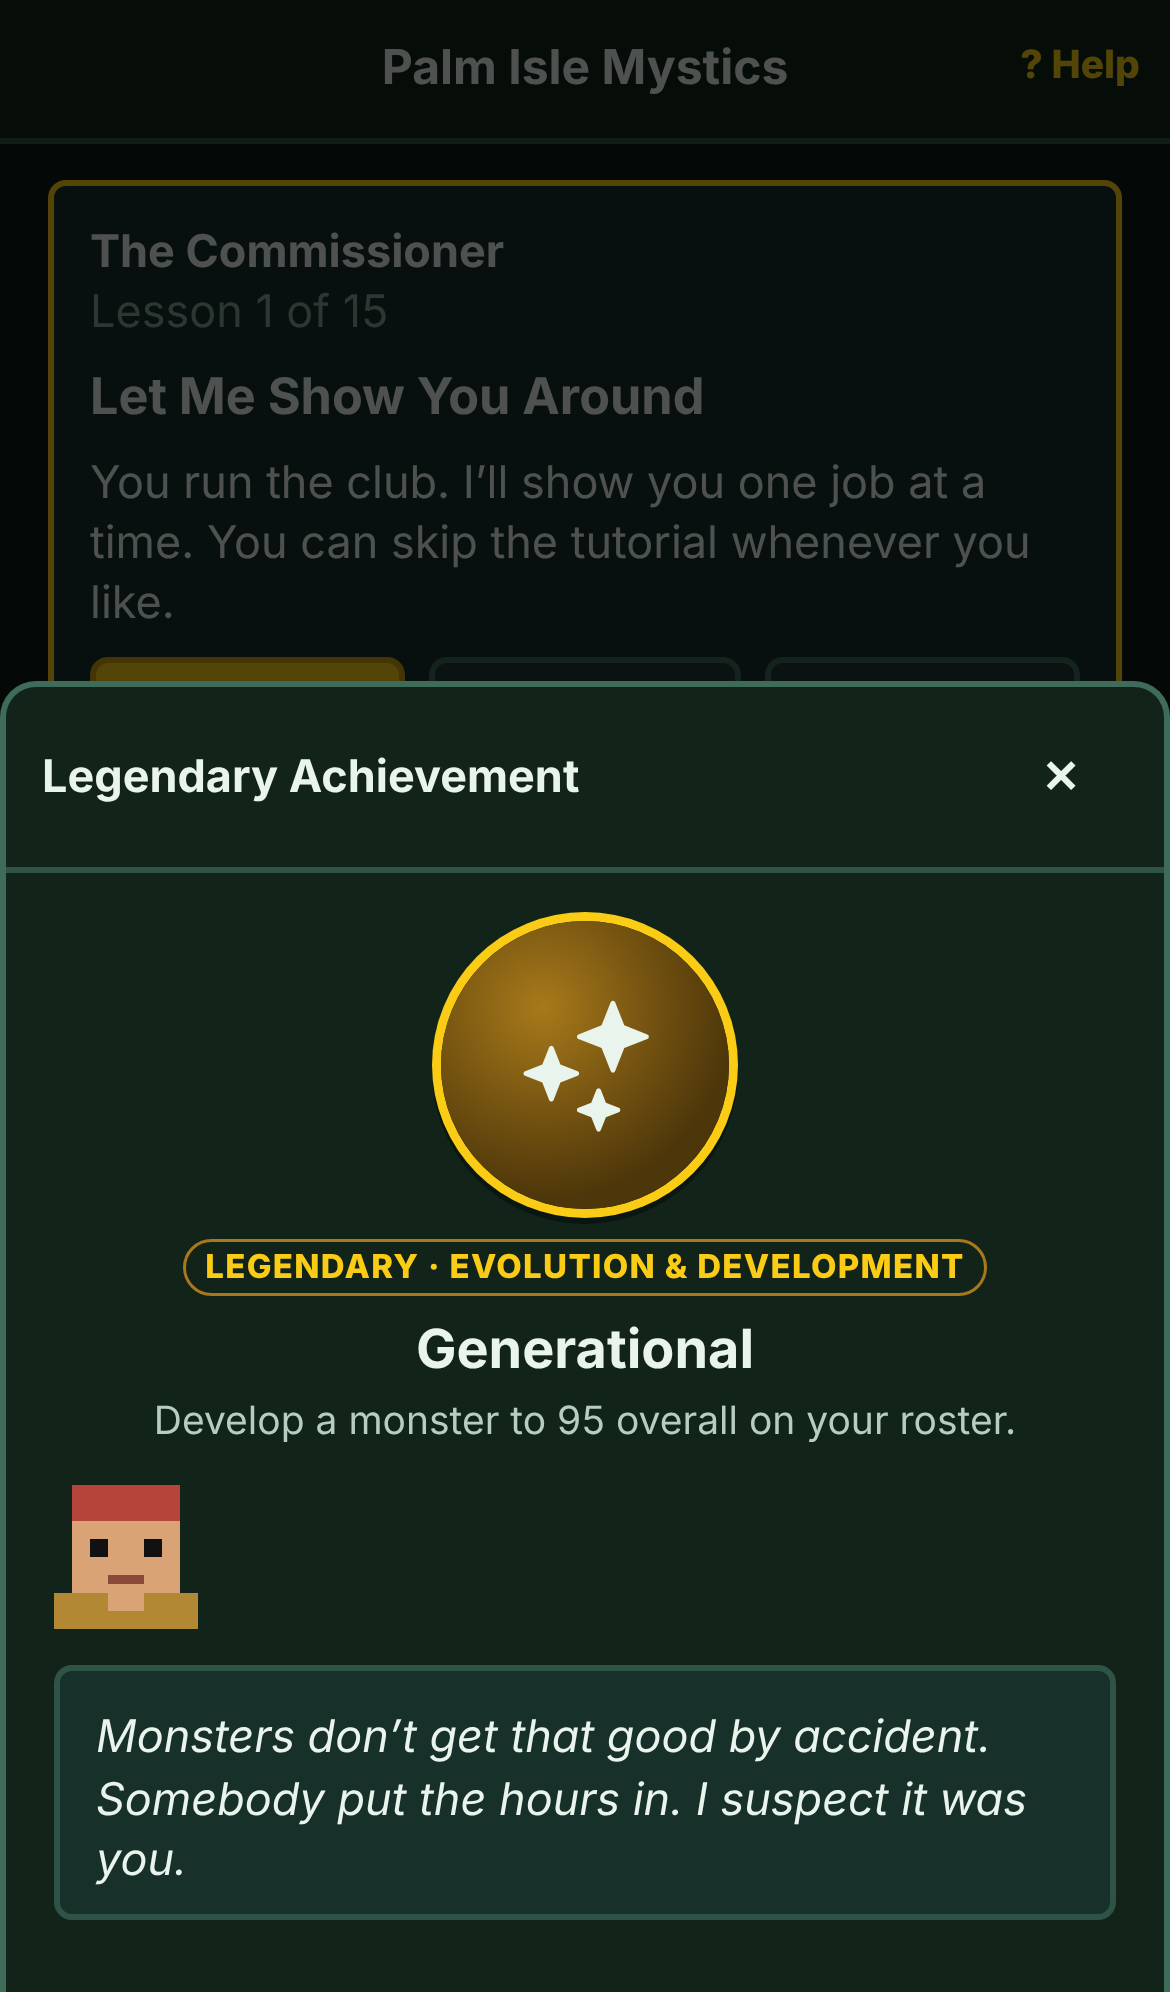 Palm Isle Mystics
? Help
The Commissioner
Lesson 1 of 15
Let Me Show You Around
You run the club. I’ll show you one job at a
time. You can skip the tutorial whenever you
like.
Legendary Achievement
×
LEGENDARY · EVOLUTION & DEVELOPMENT
Generational
Develop a monster to 95 overall on your roster.
Monsters don’t get that good by accident.
Somebody put the hours in. I suspect it was
you.